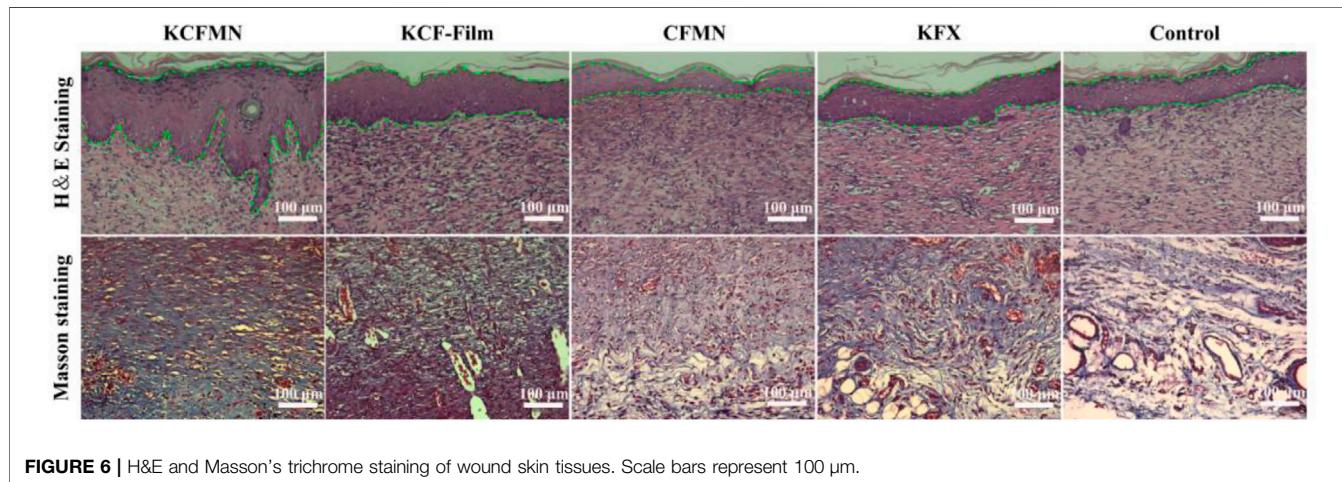 KCFMN KCF-Film CFMN KFX Control
H&E Staining
100 μm 100 μm 100 μm 100 μm 100 μm
Masson staining
100 μm 100 μm 100 μm 100 μm 100 μm
FIGURE 6 | H&E and Masson's trichrome staining of wound skin tissues. Scale bars represent 100 μm.